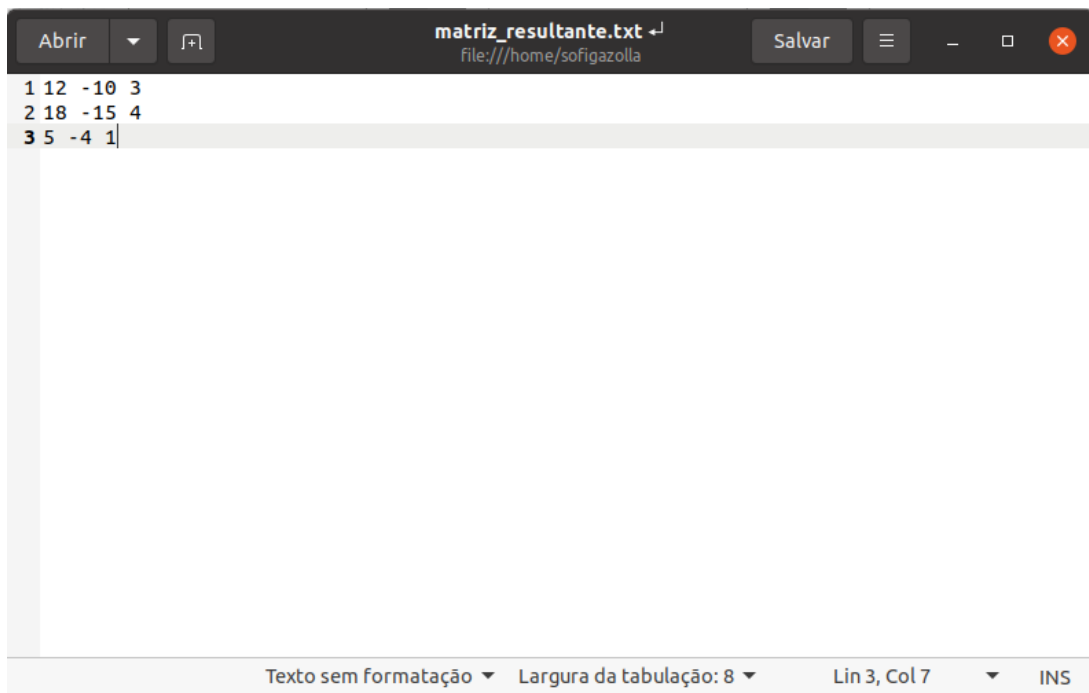 Abrir
matriz_resultante.txt ↵
file:///home/sofigazolla
Salvar
1 12 -10 3
2 18 -15 4
3 5 -4 1
Texto sem formatação Largura da tabulação: 8 Lin 3, Col 7 INS